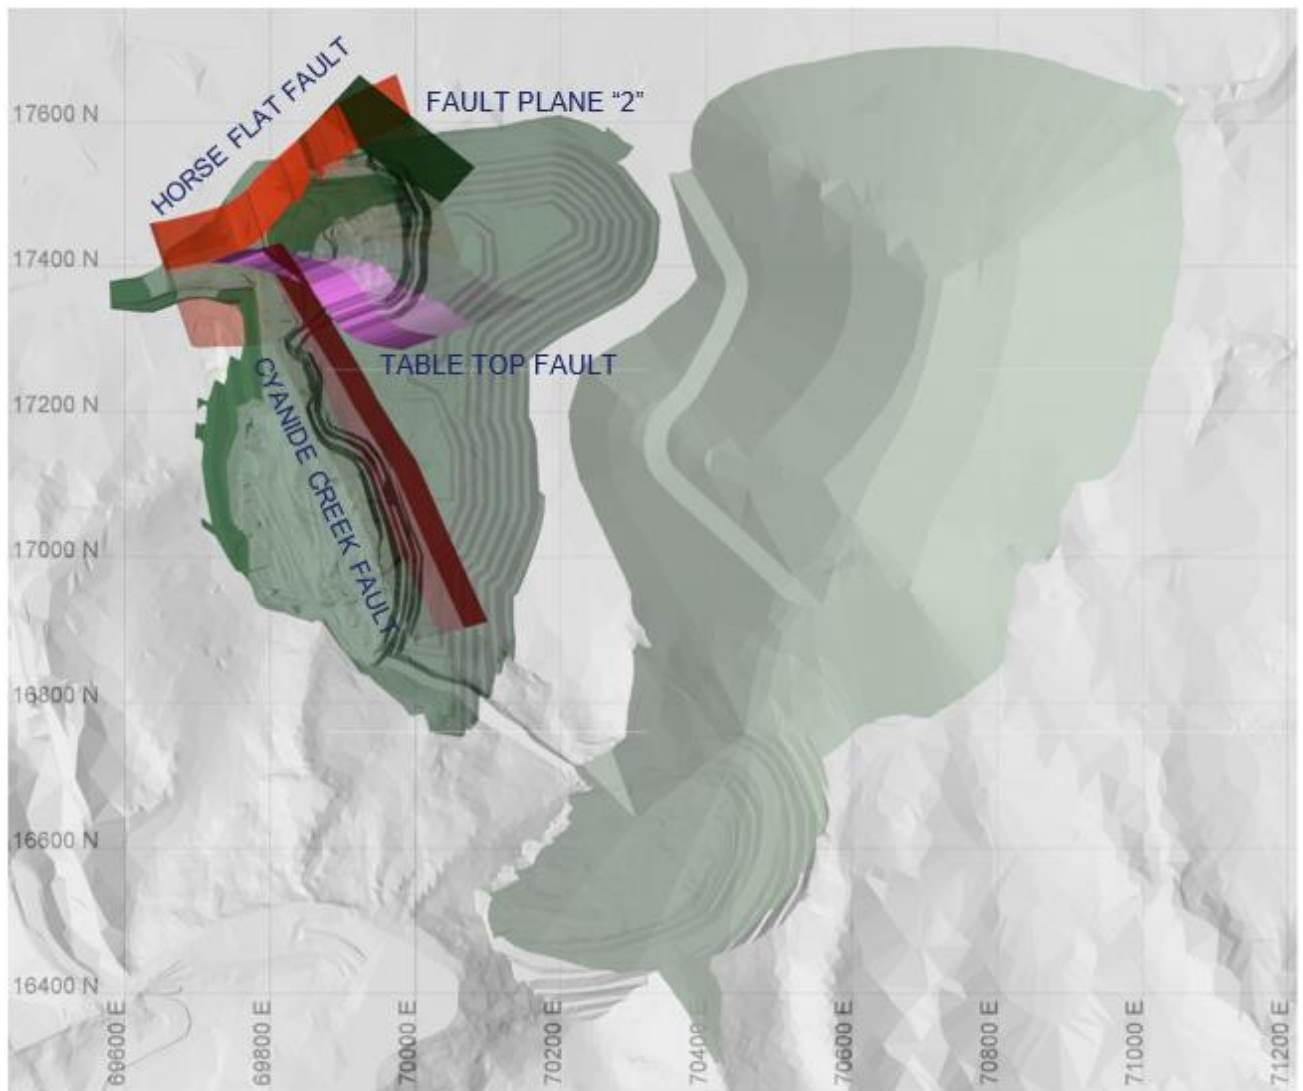 HORSE FLAT FAULT
FAULT PLANE “2”
17600 N
17400 N
TABLE TOP FAULT
CYANIDE CREEK FAULT
17200 N
17000 N
16800 N
16600 N
16400 N
69600 E
69800 E
70000 E
70200 E
70400 E
70600 E
70800 E
71000 E
71200 E